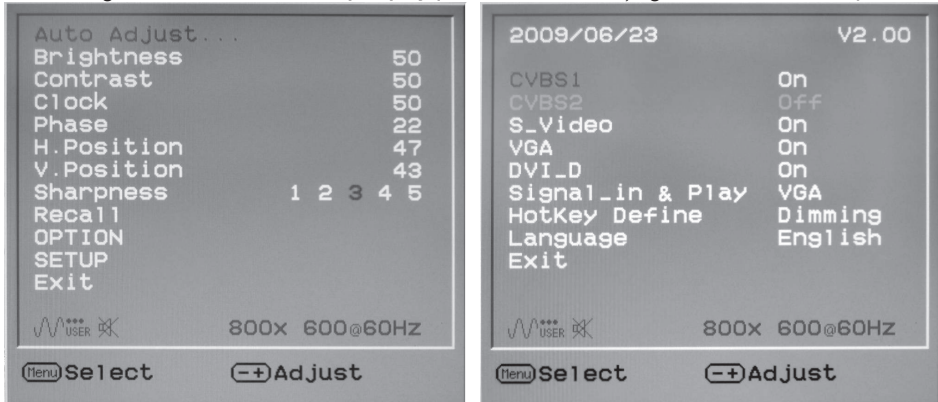 Auto Adjust...
Brightness 50
Contrast 50
Clock 50
Phase 22
H.Position 47
V.Position 43
Sharpness 1 2 3 4 5
Recall
OPTION
SETUP
Exit
USER
800x 600@60Hz
Menu Select -+ Adjust
2009/06/23 V2.00
CVBS1 On
CVBS2 Off
S_Video On
VGA On
DVI_D On
Signal_in & Play VGA
HotKey Define Dimming
Language English
Exit
USER
800x 600@60Hz
Menu Select -+ Adjust